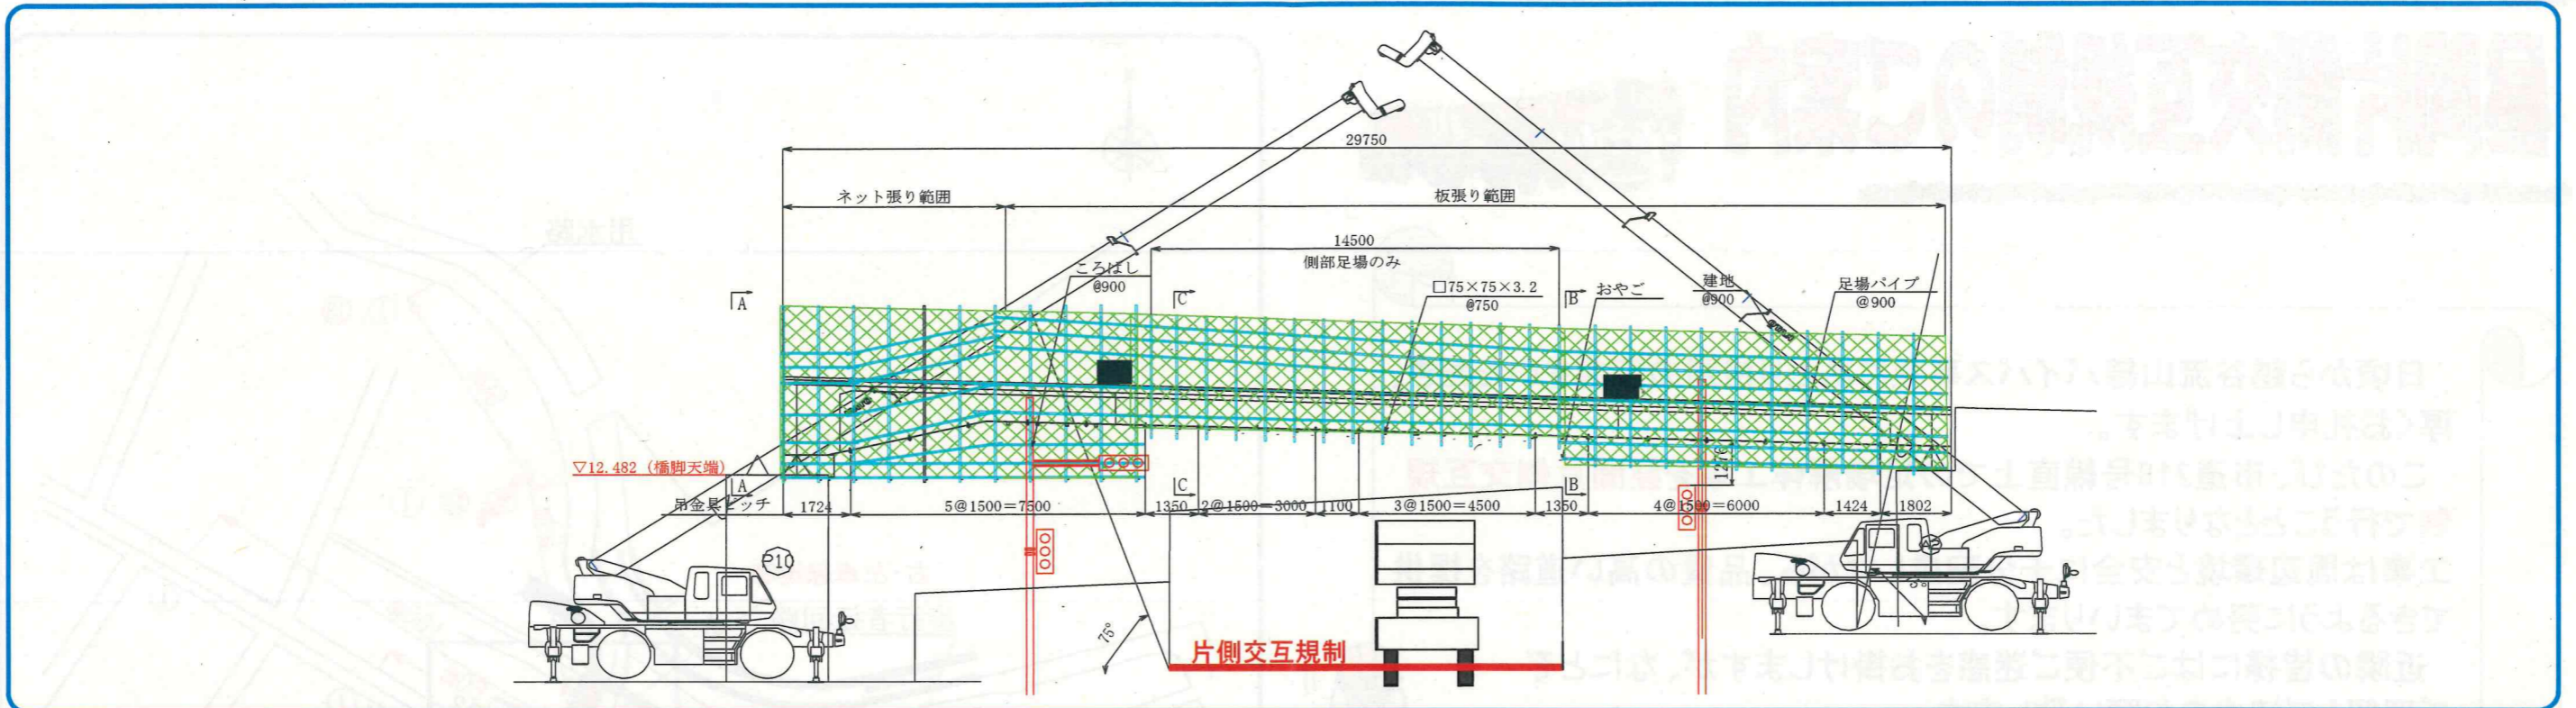 29750
ネット張り範囲
板張り範囲
14500
側部足場のみ
ころばし
@900
□75×75×3.2
@750
おやご
建地
@900
足場パイプ
@900
A
C
B
▽12.482 (橋脚天端)
1276
A
C
B
吊金具ピッチ
1724
5@1500=7500
1350
2@1500=3000
1100
3@1500=4500
1350
4@1500=6000
1424
1802
P10
A2
75°
片側交互規制